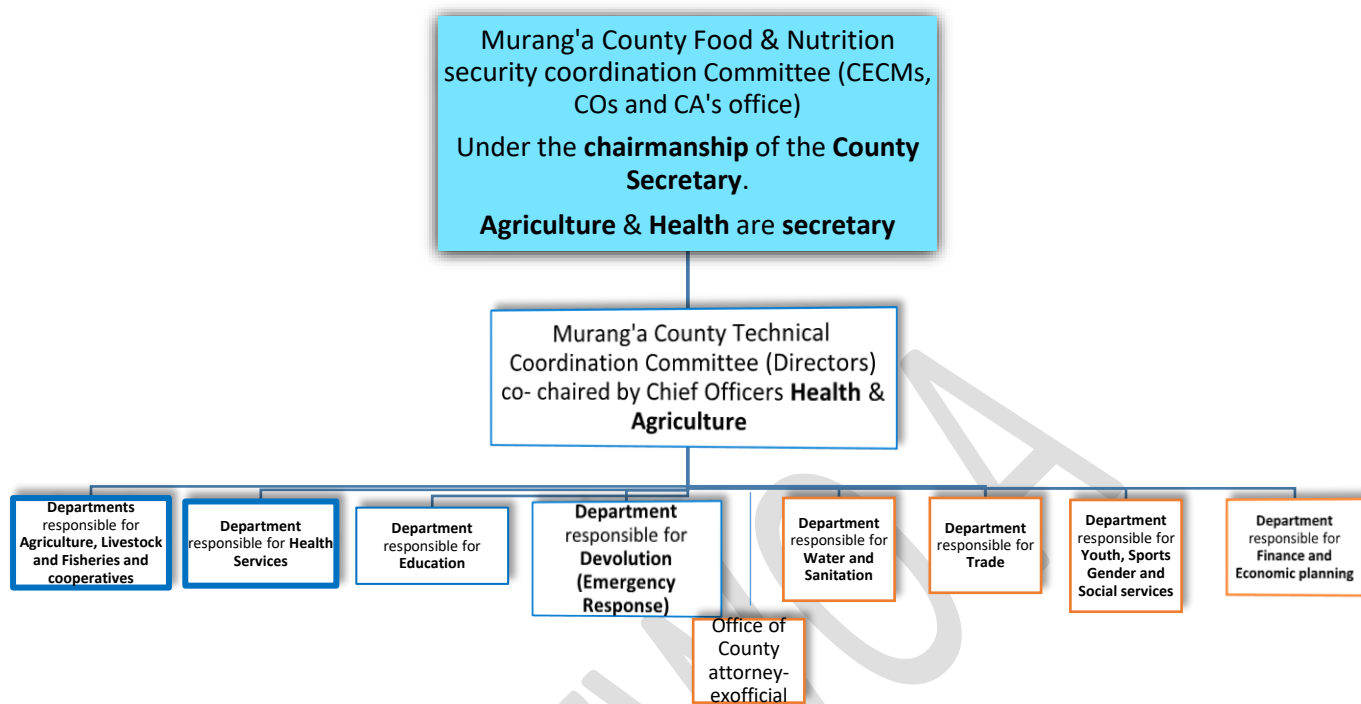 Murang'a County Food & Nutrition
security coordination Committee (CECMs,
COs and CA's office)
Under the chairmanship of the County
Secretary.
Agriculture & Health are secretary
Murang'a County Technical
Coordination Committee (Directors)
co- chaired by Chief Officers Health &
Agriculture
Departments
responsible for
Agriculture, Livestock
and Fisheries and
cooperatives
Department
responsible for Health
Services
Department
responsible for
Education
Department
responsible for
Devolution
(Emergency
Response)
Office of
County
attorney-
exofficial
Department
responsible for
Water and
Sanitation
Department
responsible for
Trade
Department
responsible for
Youth, Sports
Gender and
Social services
Department
responsible for
Finance and
Economic planning